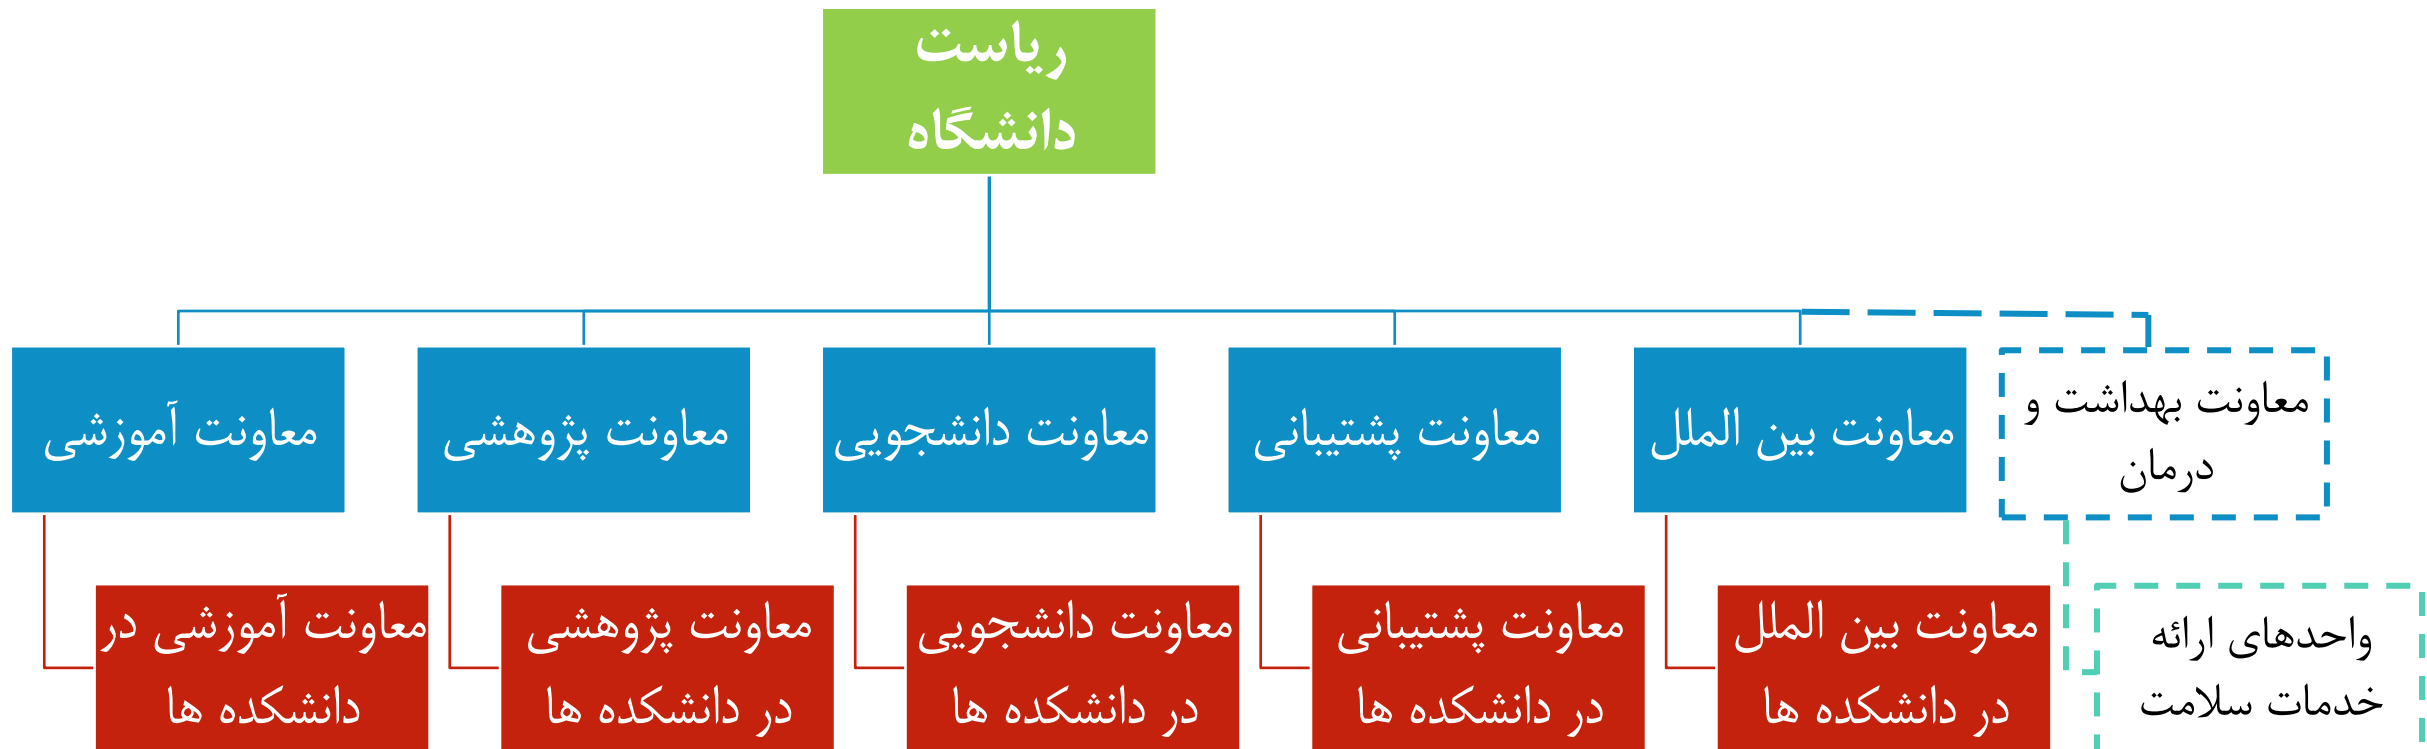 ریاست
دانشگاه
معاونت بهداشت و
درمان
معاونت بین الملل
معاونت پشتیبانی
معاونت دانشجویی
معاونت پژوهشی
معاونت آموزشی
واحدهای ارائه
خدمات سلامت
معاونت بین الملل
در دانشکده ها
معاونت پشتیبانی
در دانشکده ها
معاونت دانشجویی
در دانشکده ها
معاونت پژوهشی
در دانشکده ها
معاونت آموزشی در
دانشکده ها